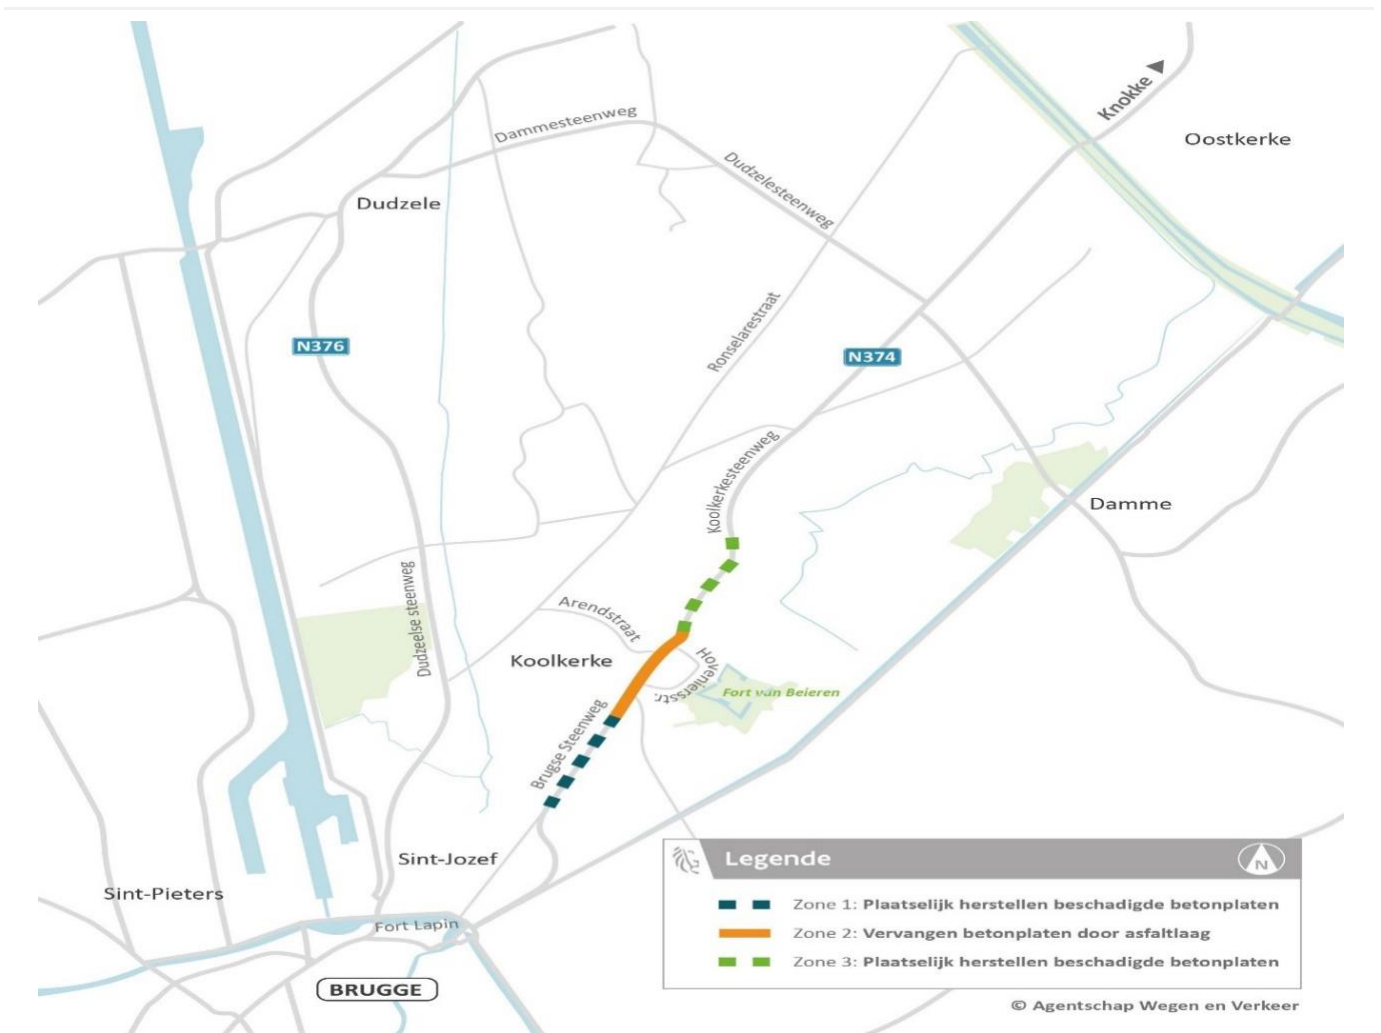 Knokke
Oostkerke
Dammesteenweg
Dudzelesteenweg
Dudzele
Ronselarestraat
N376
N374
Koolkerkesteenweg
Damme
Dudzeelse steenweg
Arendstraat
Koolkerke
Hoveniersstr.
Fort van Beieren
Brugse Steenweg
Sint-Jozef
Sint-Pieters
Fort Lapin
BRUGGE
Legende
N
Zone 1: Plaatselijk herstellen beschadigde betonplaten
Zone 2: Vervangen betonplaten door asfaltlaag
Zone 3: Plaatselijk herstellen beschadigde betonplaten
© Agentschap Wegen en Verkeer